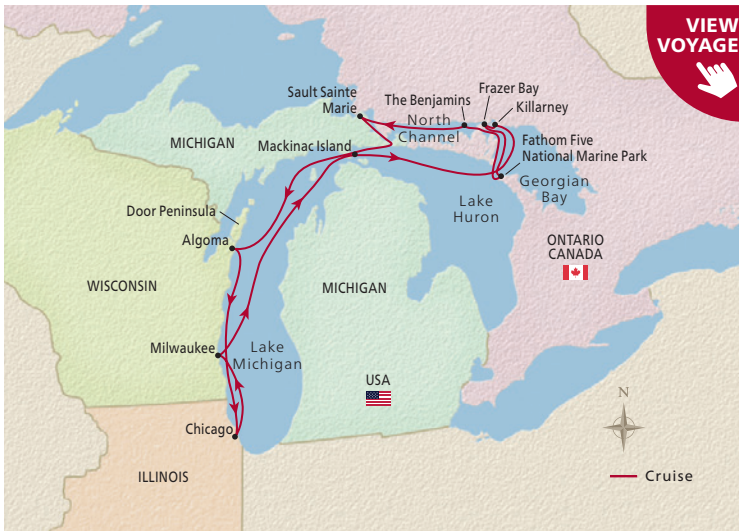 VIEW
VOYAGE
Sault Sainte
Marie
The Benjamins
Frazer Bay
Killarney
North
Channel
MICHIGAN
Mackinac Island
Fathom Five
National Marine Park
Georgian
Bay
Lake
Huron
Door Peninsula
Algoma
ONTARIO
CANADA
WISCONSIN
MICHIGAN
Milwaukee
Lake
Michigan
USA
N
Chicago
Cruise
ILLINOIS